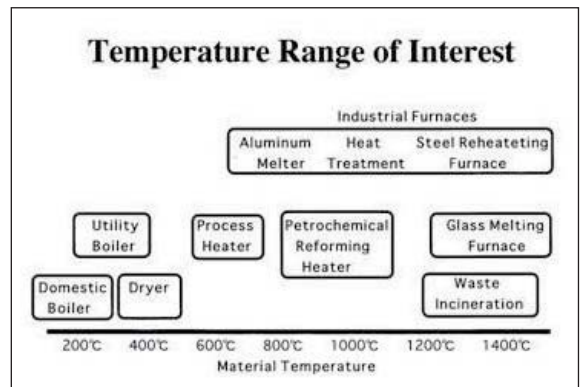 Temperature Range of Interest
Industrial Furnaces
Aluminum Heat Steel Reheateting
Melter Treatment Furnace
Utility Process Petrochemical Glass Melting
Boiler Heater Reforming Furnace
Heater
Domestic Dryer Waste
Boiler Incineration
200℃ 400℃ 600℃ 800℃ 1000℃ 1200℃ 1400℃
Material Temperature